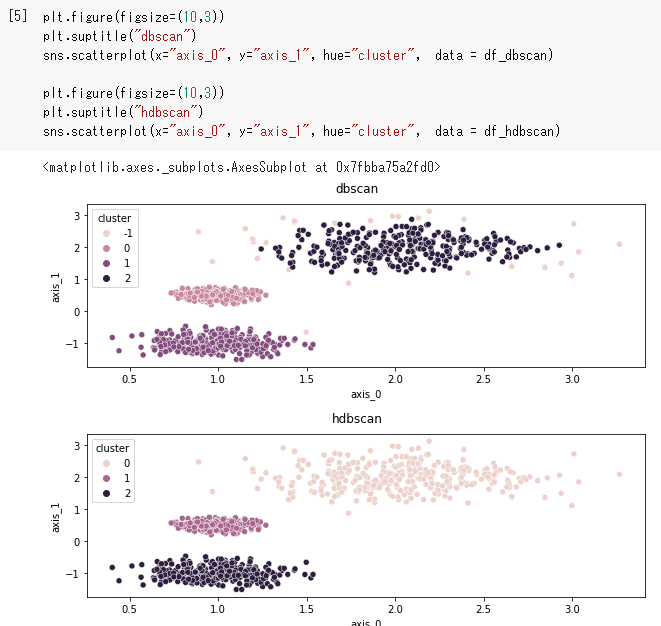 [5] plt.figure(figsize=(10,3))
plt.suptitle("dbscan")
sns.scatterplot(x="axis_0", y="axis_1", hue="cluster",  data = df_dbscan)
plt.figure(figsize=(10,3))
plt.suptitle("hdbscan")
sns.scatterplot(x="axis_0", y="axis_1", hue="cluster",  data = df_hdbscan)
<matplotlib.axes._subplots.AxesSubplot at 0x7fbba75a2fd0>
dbscan
cluster
-1
0
1
2
3
2
1
0
−1
axis_1
0.5 1.0 1.5 2.0 2.5 3.0
axis_0
hdbscan
cluster
0
1
2
3
2
1
0
−1
axis_1
0.5 1.0 1.5 2.0 2.5 3.0
axis_0